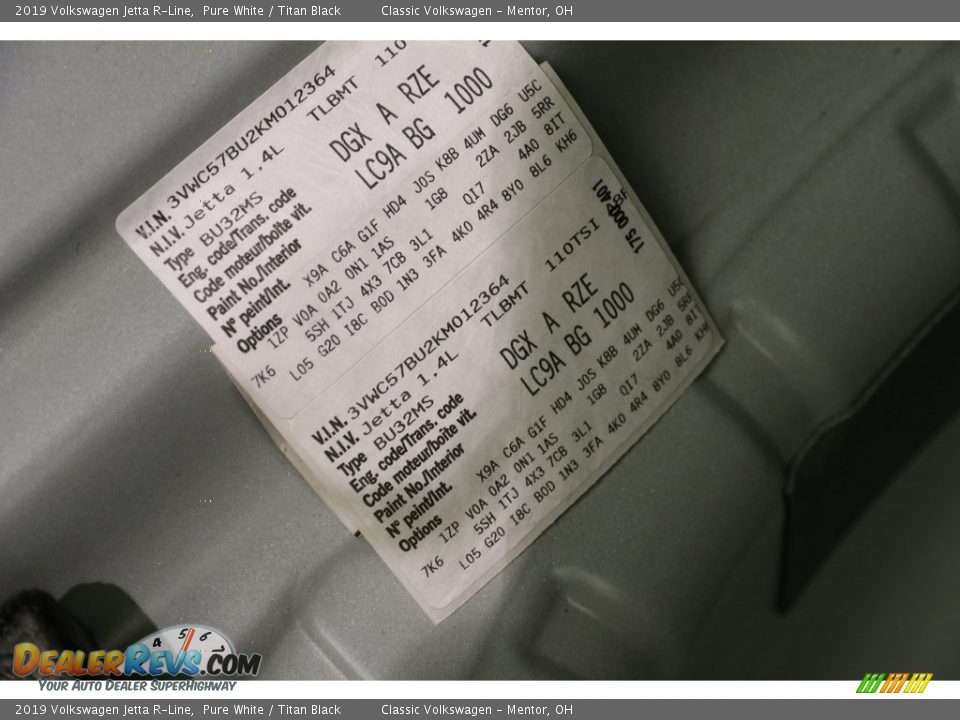 2019 Volkswagen Jetta R-Line, Pure White / Titan Black Classic Volkswagen - Mentor, OH
V.I.N. 3VWC57BU2KM012364
N.I.V. Jetta 1.4L TLBMT 110
Type BU32MS
Eng. code/Trans. code DGX A RZE
Code moteur/boîte vit.
Paint No./Interior LC9A BG 1000
N° peint/Int.
Options
X9A C6A G1F HD4 J0S K8B 4UM DG6 U5C
1ZP V0A 0A2 0N1 1AS 1G8 2ZA 2JB 5RR
5SH 1TJ 4X3 7CB 3L1 QI7 4A0 8IT
7K6 L05 G20 I8C B0D 1N3 3FA 4K0 4R4 8Y0 8L6 KH6
V.I.N. 3VWC57BU2KM012364
N.I.V. Jetta 1.4L TLBMT 110TSI
Type BU32MS
Eng. code/Trans. code DGX A RZE
Code moteur/boîte vit.
Paint No./Interior LC9A BG 1000
N° peint/Int.
Options
X9A C6A G1F HD4 J0S K8B 4UM DG6 U5C
1ZP V0A 0A2 0N1 1AS 1G8 2ZA 2JB 5RR
5SH 1TJ 4X3 7CB 3L1 QI7 4A0 8IT
7K6 L05 G20 I8C B0D 1N3 3FA 4K0 4R4 8Y0 8L6 KH6
4 5 6 7
DealerRevs.com
Your Auto Dealer SuperHighway
2019 Volkswagen Jetta R-Line, Pure White / Titan Black Classic Volkswagen - Mentor, OH